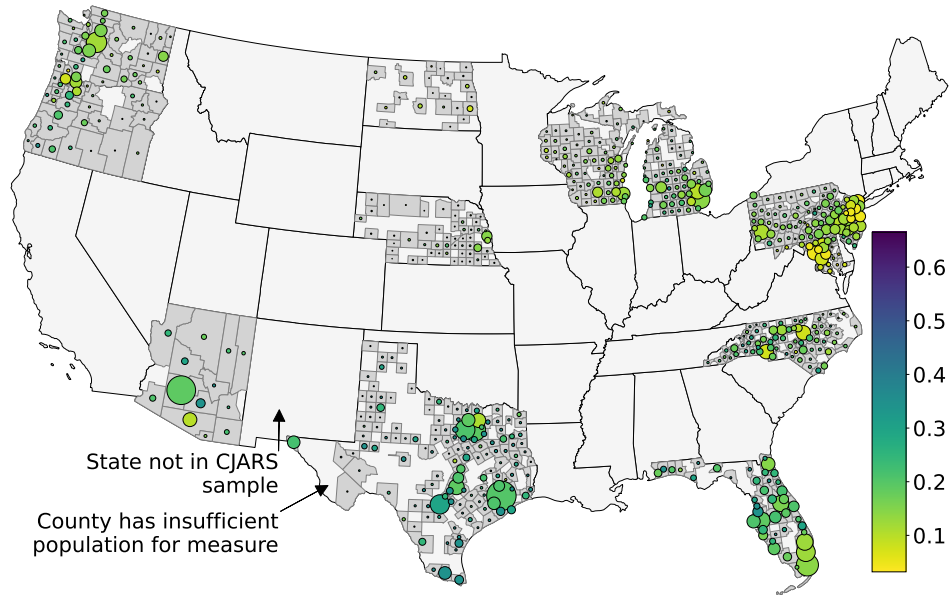 State not in CJARS
sample
County has insufficient
population for measure
0.6
0.5
0.4
0.3
0.2
0.1